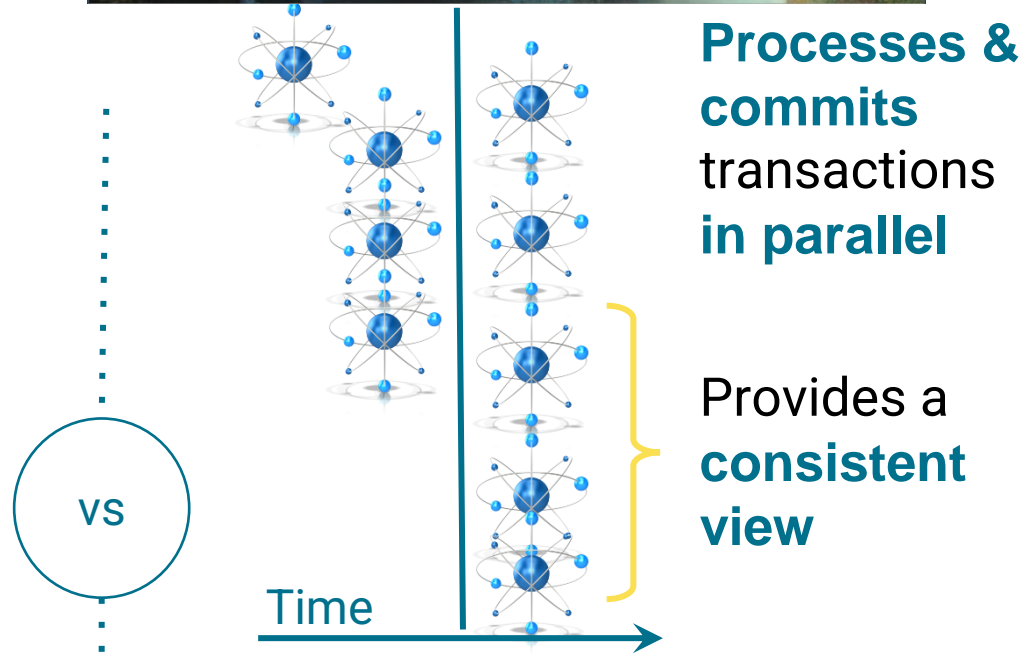 Processes &
commits
transactions
in parallel
Provides a
consistent
view
vs
Time